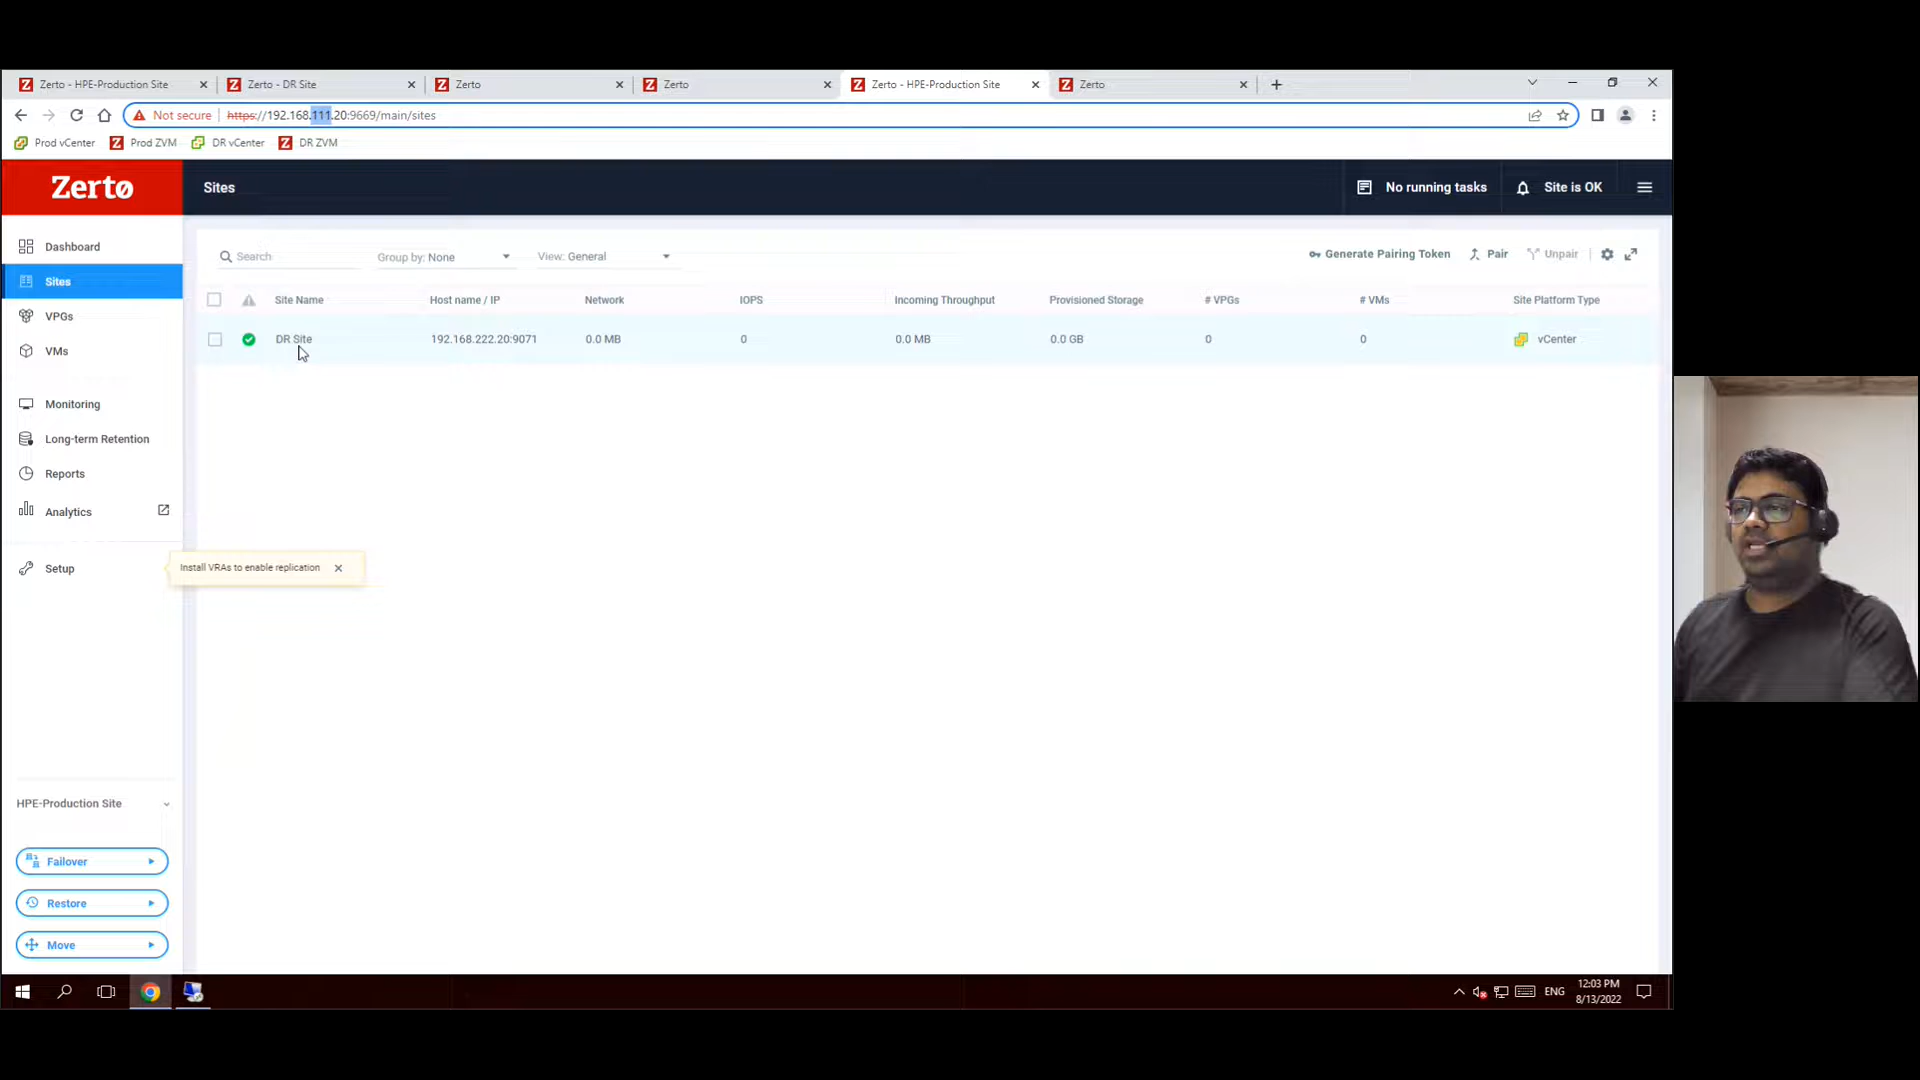 Zerto - HPE-Production Site
Zerto - DR Site
Zerto
Zerto
Zerto - HPE-Production Site
Zerto
Not secure
https://192.168.111.20:9669/main/sites
Prod vCenter
Prod ZVM
DR vCenter
DR ZVM
Zerto
Sites
No running tasks
Site is OK
Dashboard
Sites
VPGs
VMs
Monitoring
Long-term Retention
Reports
Analytics
Setup
Install VRAs to enable replication
Search
Group by: None
View: General
Generate Pairing Token
Pair
Unpair
Site Name Host name / IP Network IOPS Incoming Throughput Provisioned Storage # VPGs # VMs Site Platform Type
DR Site 192.168.222.20:9071 0.0 MB 0 0.0 MB 0.0 GB 0 0 vCenter
HPE-Production Site
Failover
Restore
Move
ENG
12:03 PM
8/13/2022